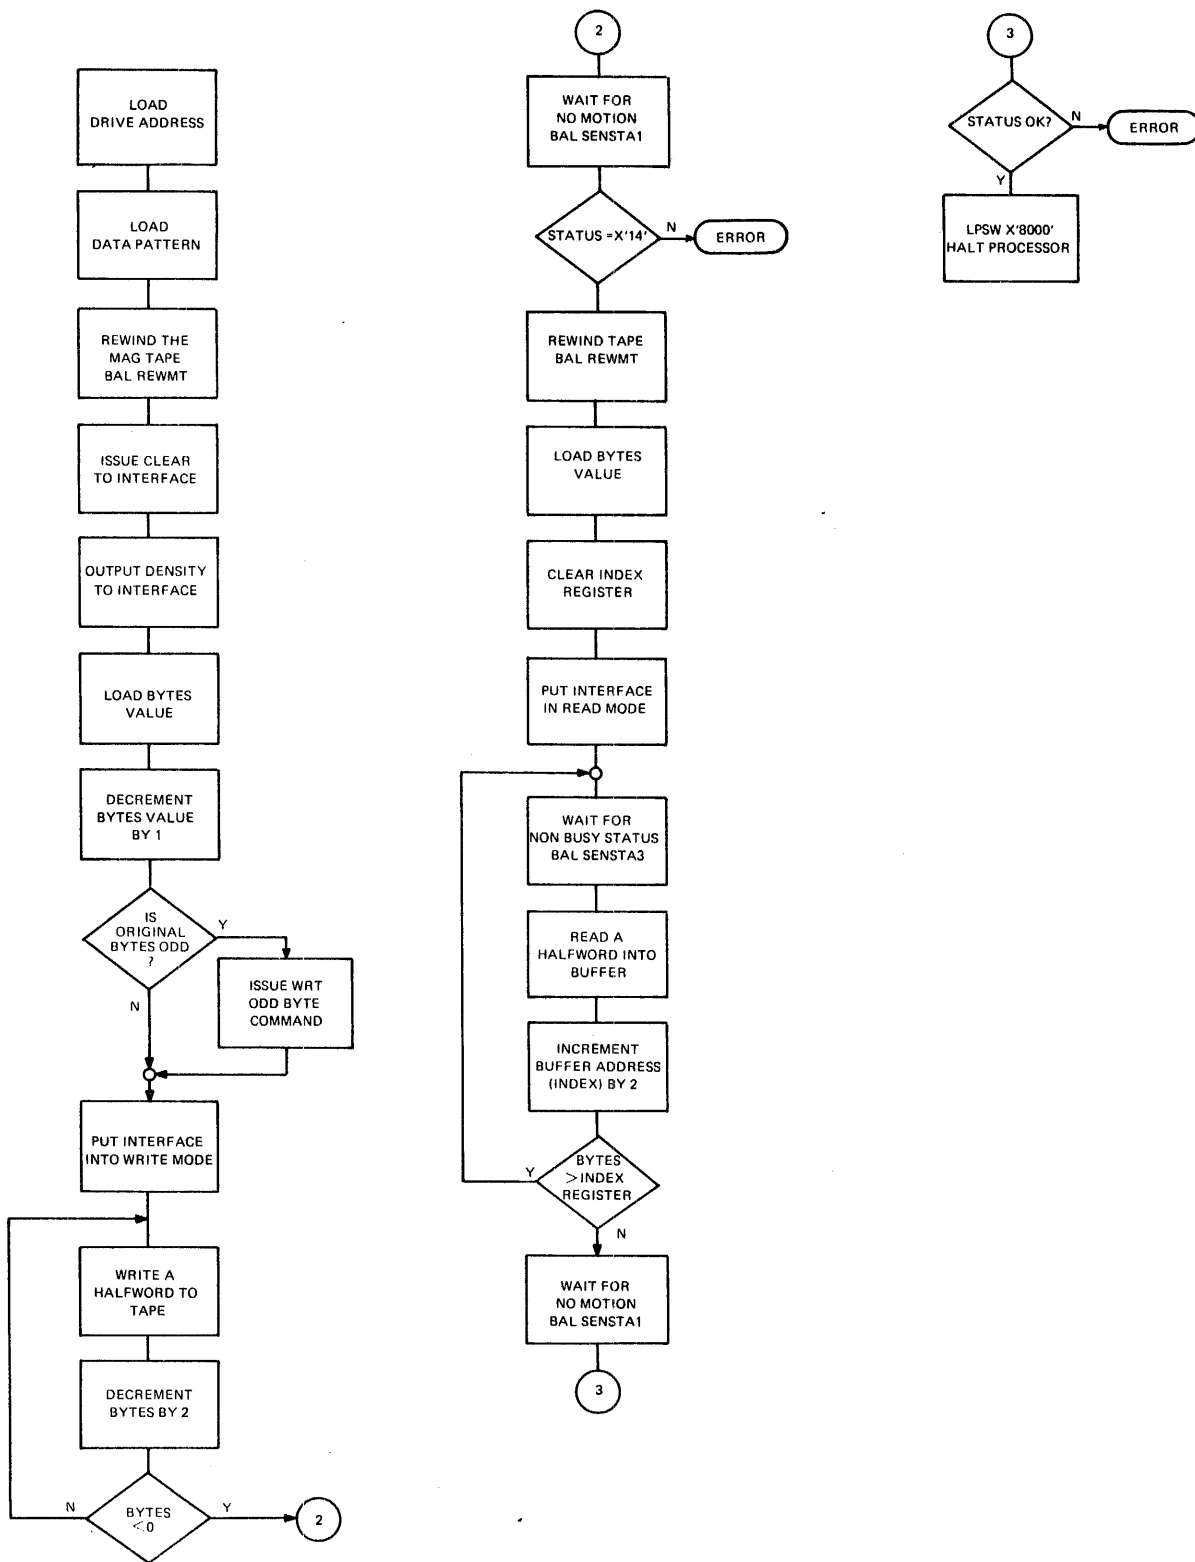 LOAD
DRIVE ADDRESS
LOAD
DATA PATTERN
REWIND THE
MAG TAPE
BAL REWMT
ISSUE CLEAR
TO INTERFACE
OUTPUT DENSITY
TO INTERFACE
LOAD BYTES
VALUE
DECREMENT
BYTES VALUE
BY 1
IS
ORIGINAL
BYTES ODD
?
Y
N
ISSUE WRT
ODD BYTE
COMMAND
PUT INTERFACE
INTO WRITE MODE
WRITE A
HALFWORD TO
TAPE
DECREMENT
BYTES BY 2
BYTES
<0
N
Y
2
2
WAIT FOR
NO MOTION
BAL SENSTA1
STATUS =X'14'
N
ERROR
REWIND TAPE
BAL REWMT
LOAD BYTES
VALUE
CLEAR INDEX
REGISTER
PUT INTERFACE
IN READ MODE
WAIT FOR
NON BUSY STATUS
BAL SENSTA3
READ A
HALFWORD INTO
BUFFER
INCREMENT
BUFFER ADDRESS
(INDEX) BY 2
BYTES
>INDEX
REGISTER
Y
N
WAIT FOR
NO MOTION
BAL SENSTA1
3
3
STATUS OK?
N
ERROR
Y
LPSW X'8000'
HALT PROCESSOR